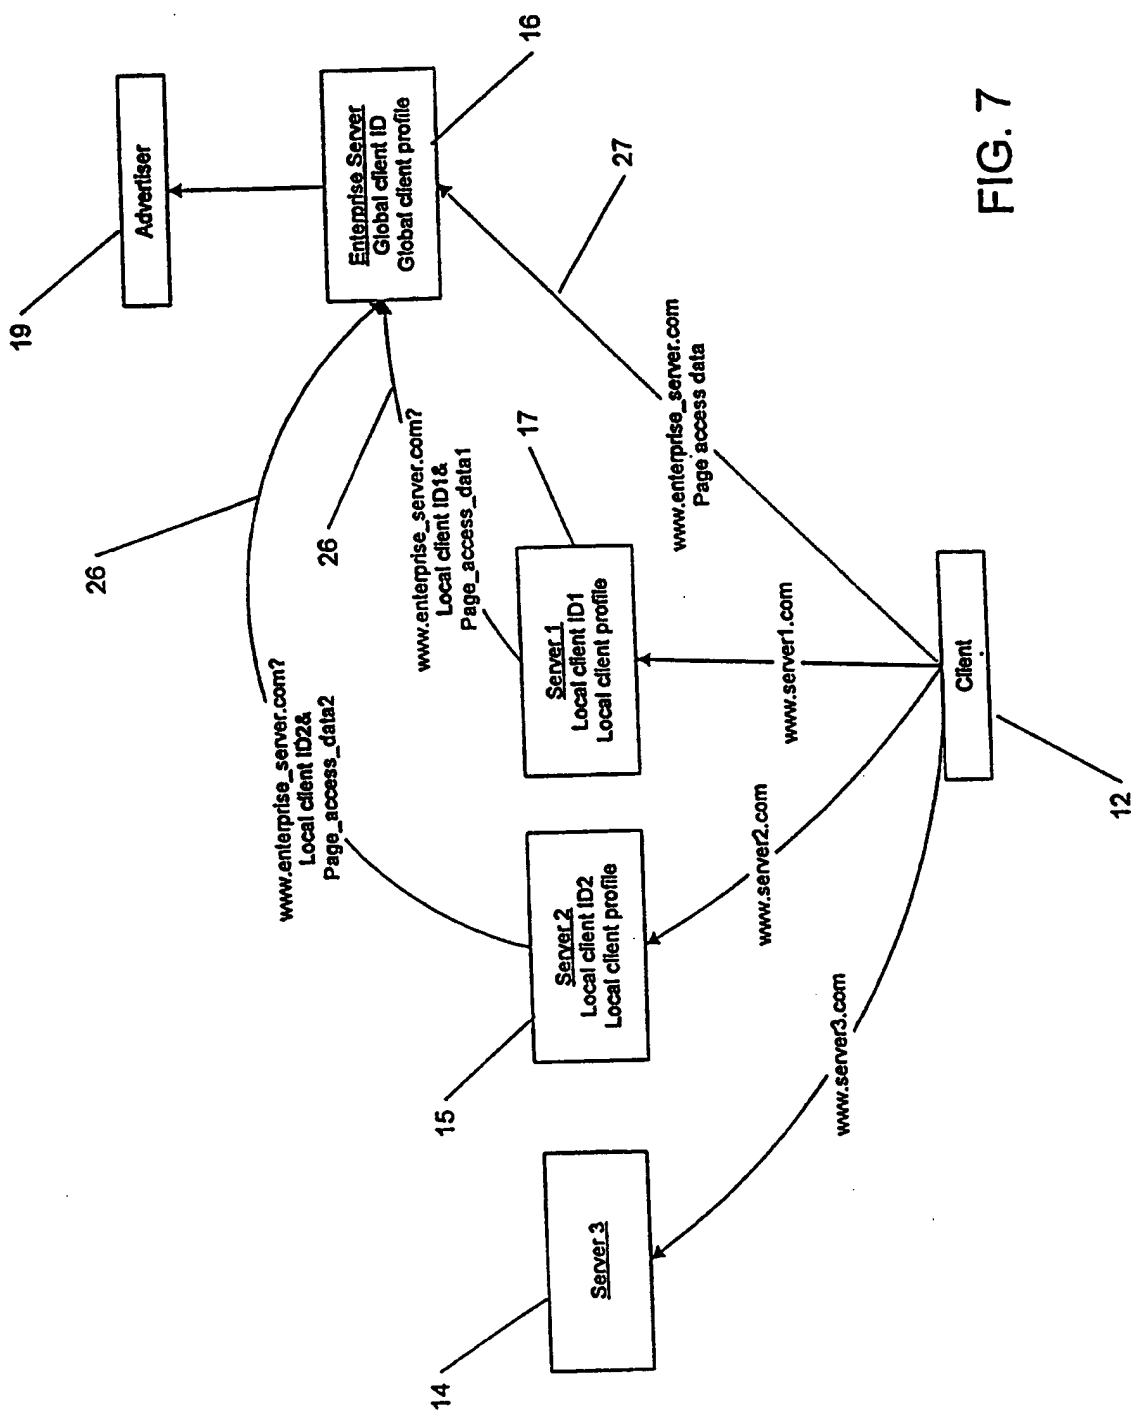 19
Advertiser
16
Enterprise Server
Global client ID
Global client profile
26
26
27
www.enterprise_server.com?
Local client ID2&
Page_access_data2
www.enterprise_server.com?
Local client ID1&
Page_access_data1
www.enterprise_server.com
Page access data
14
Server 3
15
Server 2
Local client ID2
Local client profile
17
Server 1
Local client ID1
Local client profile
www.server3.com
www.server2.com
www.server1.com
Client
12
FIG. 7